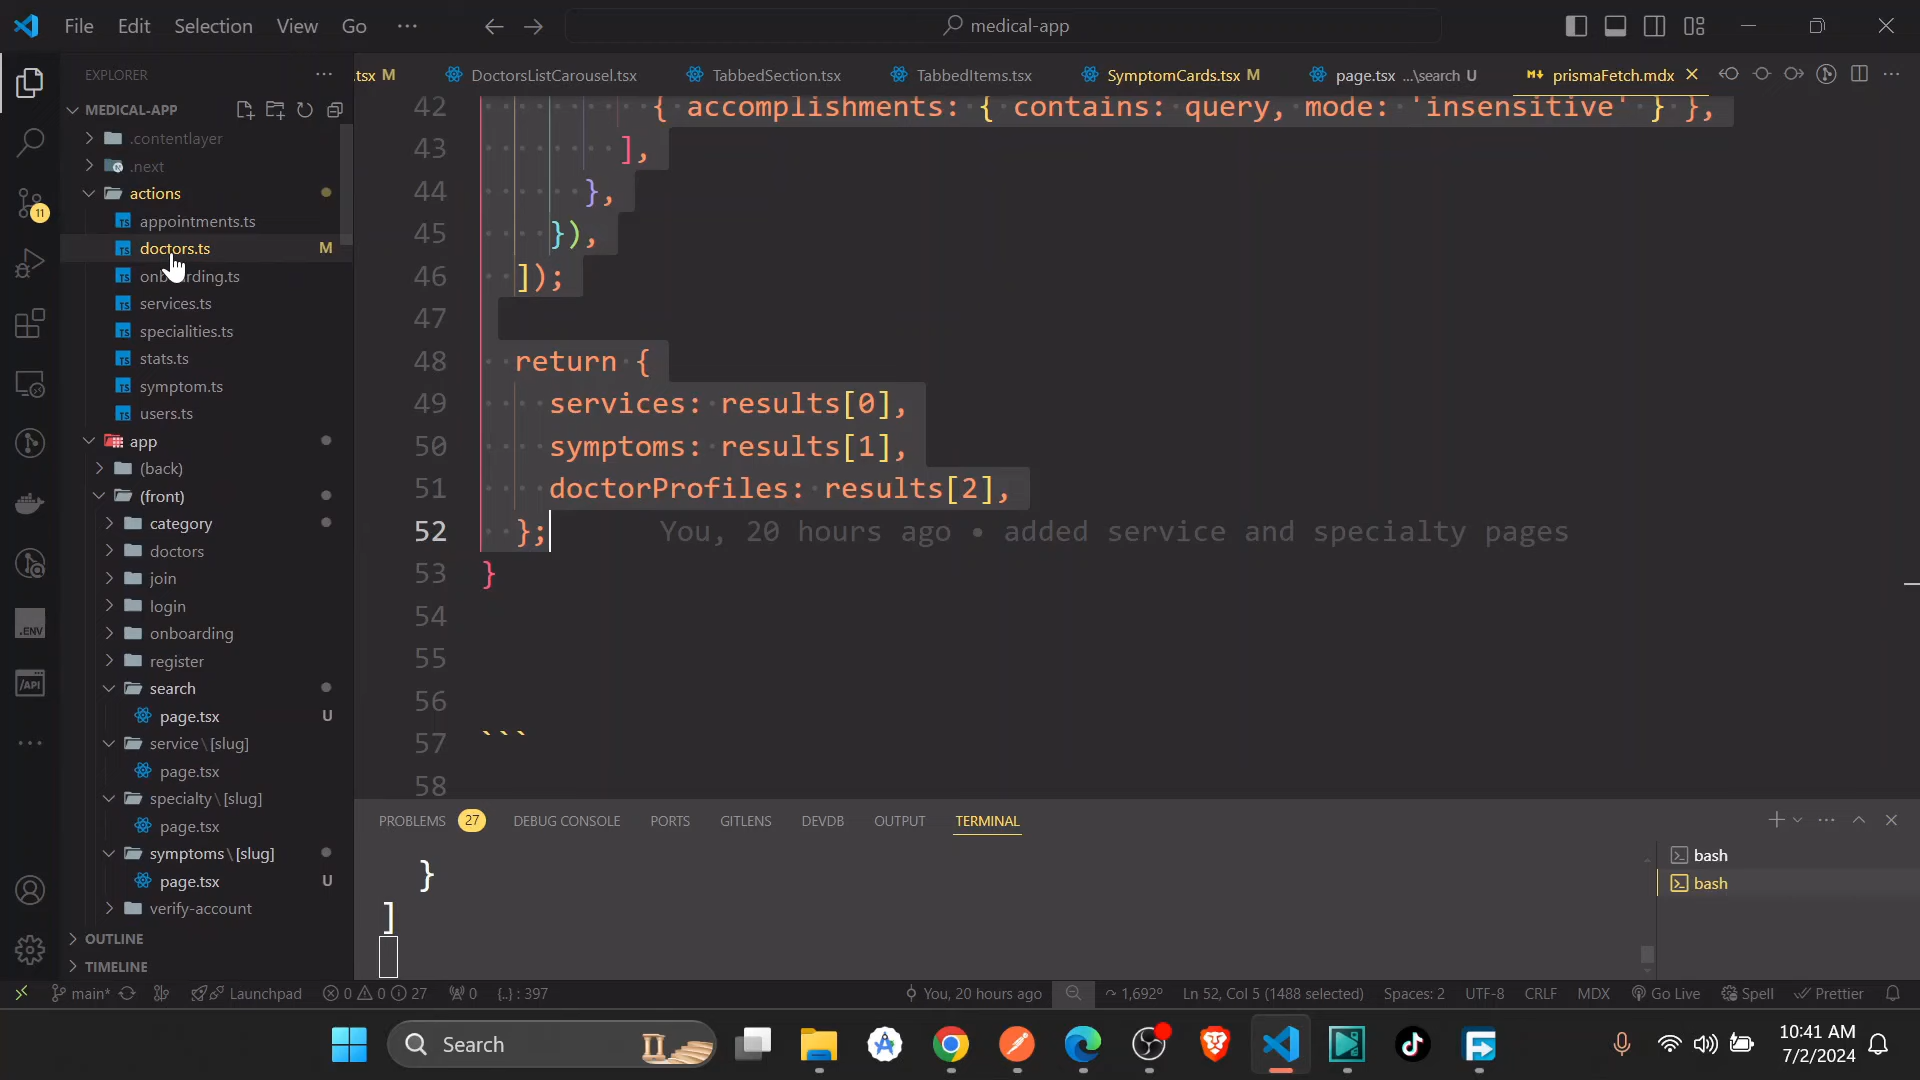 File Edit Selection View Go ··· medical-app
EXPLORER ···
MEDICAL-APP
.contentlayer
.next
actions
appointments.ts
doctors.ts M
onboarding.ts
services.ts
specialities.ts
stats.ts
symptom.ts
users.ts
app
(back)
(front)
category
doctors
join
login
onboarding
register
search
page.tsx U
service\[slug]
page.tsx
specialty\[slug]
page.tsx
symptoms\[slug]
page.tsx U
verify-account
OUTLINE
TIMELINE
11
.ENV
/API
.tsx M DoctorsListCarousel.tsx TabbedSection.tsx TabbedItems.tsx SymptomCards.tsx M page.tsx ...\search U prismaFetch.mdx
42 { accomplishments: { contains: query, mode: 'insensitive' } },
43 ],
44 },
45 }),
46 ]);
47
48 return {
49 services: results[0],
50 symptoms: results[1],
51 doctorProfiles: results[2],
52 }; You, 20 hours ago • added service and specialty pages
53 }
54
55
56
57 ```
58
PROBLEMS 27 DEBUG CONSOLE PORTS GITLENS DEVDB OUTPUT TERMINAL
}
]
bash
bash
main* Launchpad 0 0 27 0 {..} : 397 You, 20 hours ago 1,692º Ln 52, Col 5 (1488 selected) Spaces: 2 UTF-8 CRLF MDX Go Live Spell Prettier
Search
10:41 AM
7/2/2024